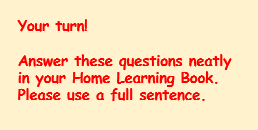 Your turn!
Answer these questions neatly
in your Home Learning Book.
Please use a full sentence.